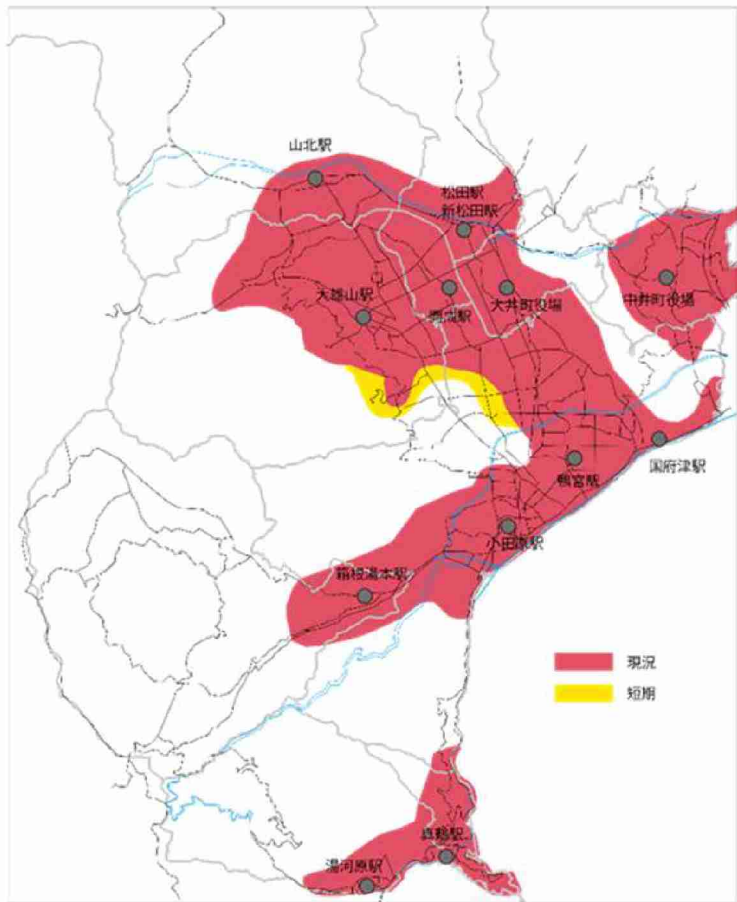 山北駅
松田駅
新松田駅
大雄山駅
開成駅
大井町役場
中井町役場
国府津駅
鴨宮駅
小田原駅
箱根湯本駅
現況
短期
真鶴駅
湯河原駅